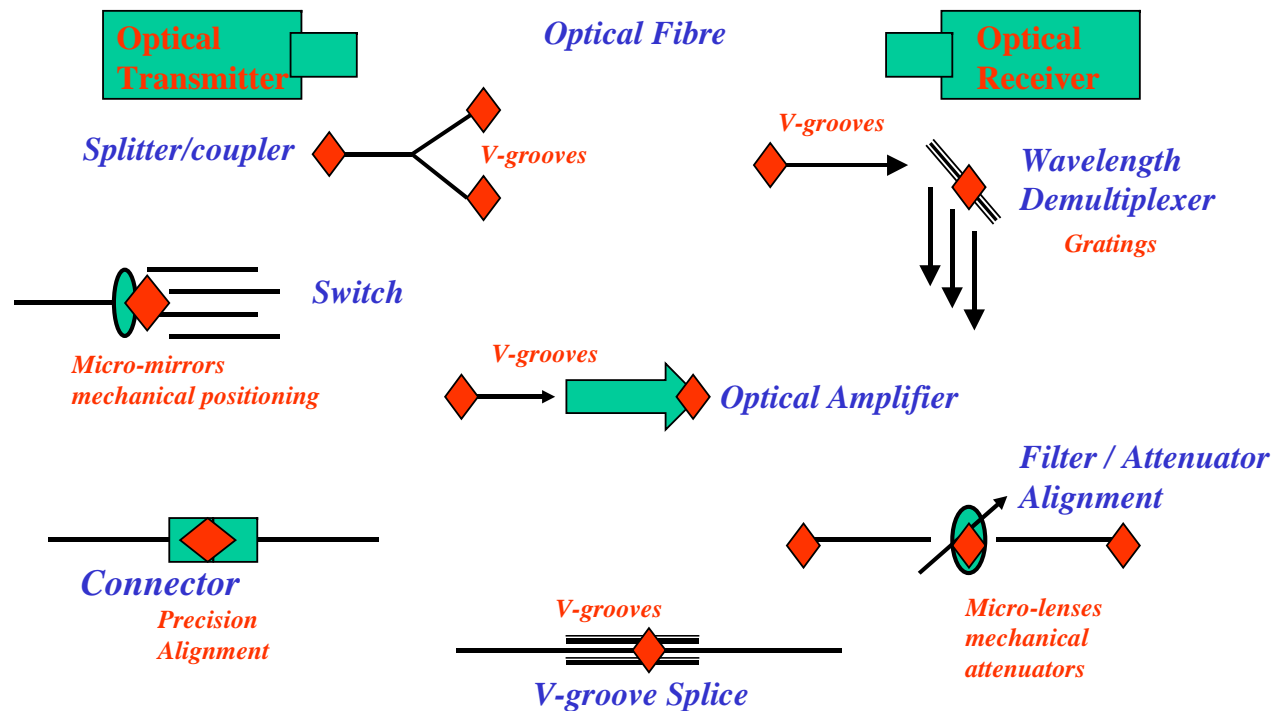 Optical
Transmitter
Optical Fibre
Optical
Receiver
Splitter/coupler
V-grooves
V-grooves
Wavelength
Demultiplexer
Gratings
Switch
Micro-mirrors
mechanical positioning
V-grooves
Optical Amplifier
Filter / Attenuator
Alignment
Connector
Precision
Alignment
V-grooves
V-groove Splice
Micro-lenses
mechanical
attenuators